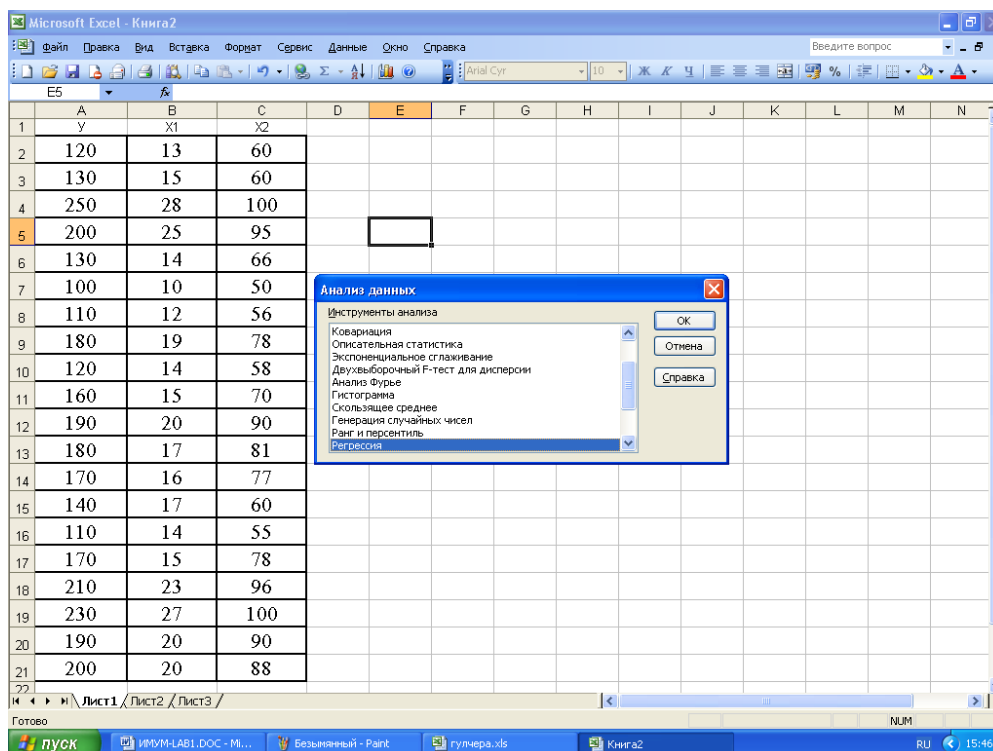 Microsoft Excel - Книга2
Файл Правка Вид Вставка Формат Сервис Данные Окно Справка Введите вопрос
Arial Cyr 10 Ж К Ч
E5 fx
A B C D E F G H I J K L M N
1 У X1 X2
2 120 13 60
3 130 15 60
4 250 28 100
5 200 25 95
6 130 14 66
7 100 10 50
8 110 12 56
9 180 19 78
10 120 14 58
11 160 15 70
12 190 20 90
13 180 17 81
14 170 16 77
15 140 17 60
16 110 14 55
17 170 15 78
18 210 23 96
19 230 27 100
20 190 20 90
21 200 20 88
22
Анализ данных
Инструменты анализа
Ковариация
Описательная статистика
Экспоненциальное сглаживание
Двухвыборочный F-тест для дисперсии
Анализ Фурье
Гистограмма
Скользящее среднее
Генерация случайных чисел
Ранг и персентиль
Регрессия
ОК
Отмена
Справка
Лист1 Лист2 Лист3
Готово NUM
пуск ИМУМ-LAB1.DOC - Mi... Безымянный - Paint гулчера.xls Книга2 RU 15:46